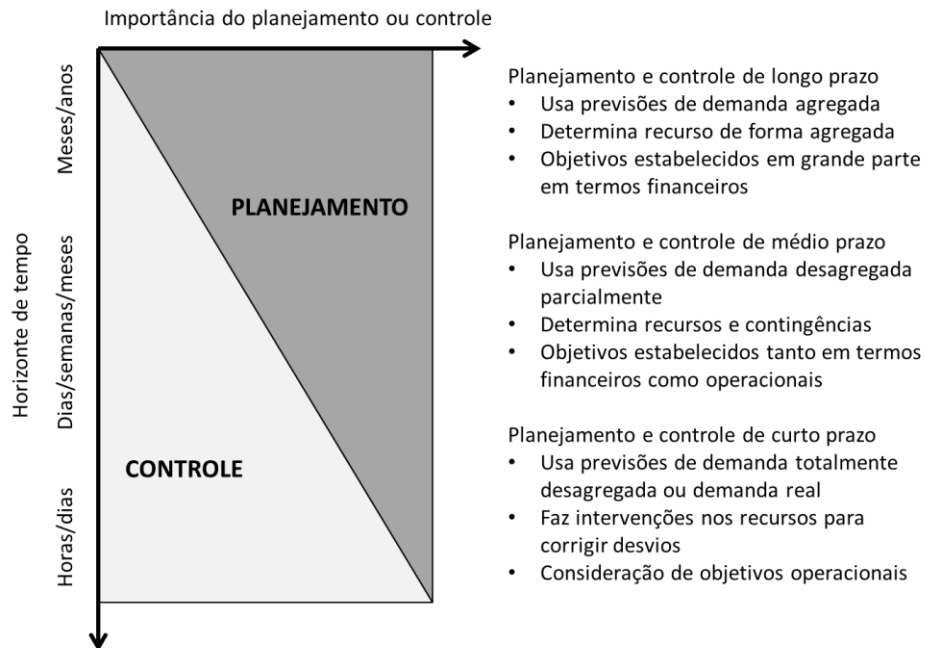 Importância do planejamento ou controle
Meses/anos
Dias/semanas/meses
Horas/dias
Horizonte de tempo
PLANEJAMENTO
CONTROLE
Planejamento e controle de longo prazo
• Usa previsões de demanda agregada
• Determina recurso de forma agregada
• Objetivos estabelecidos em grande parte
em termos financeiros
Planejamento e controle de médio prazo
• Usa previsões de demanda desagregada
parcialmente
• Determina recursos e contingências
• Objetivos estabelecidos tanto em termos
financeiros como operacionais
Planejamento e controle de curto prazo
• Usa previsões de demanda totalmente
desagregada ou demanda real
• Faz intervenções nos recursos para
corrigir desvios
• Consideração de objetivos operacionais